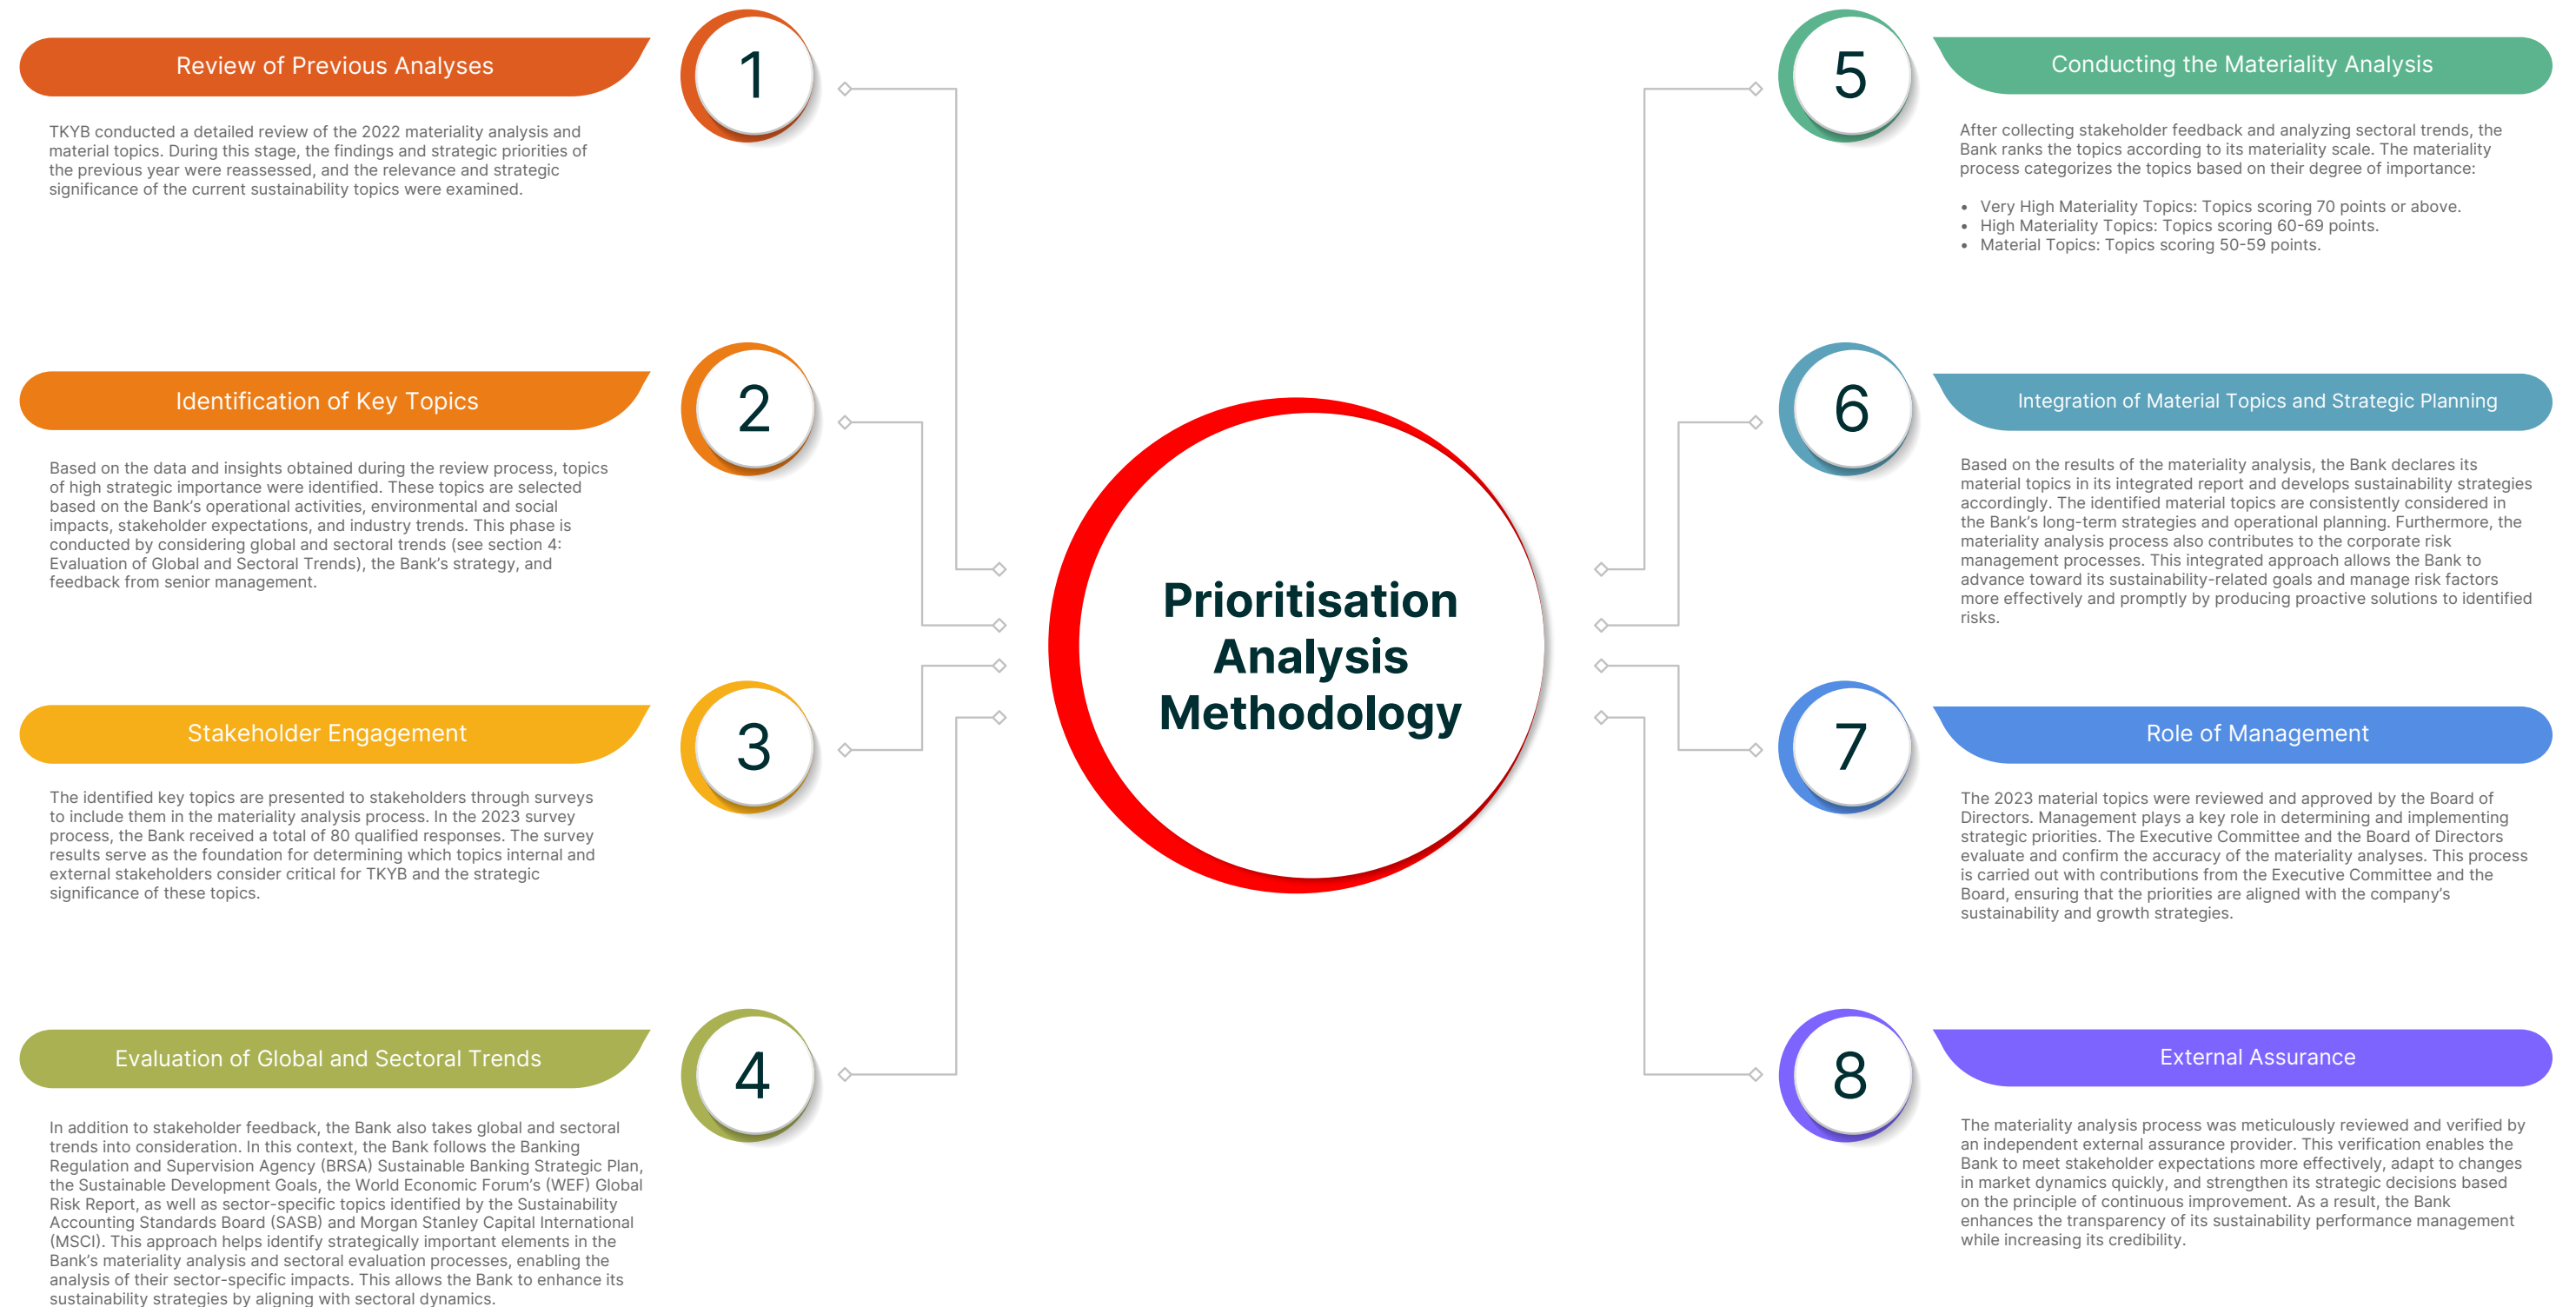 Review of Previous Analyses
1
TKYB conducted a detailed review of the 2022 materiality analysis and
material topics. During this stage, the findings and strategic priorities of
the previous year were reassessed, and the relevance and strategic
significance of the current sustainability topics were examined.
Identification of Key Topics
2
Based on the data and insights obtained during the review process, topics
of high strategic importance were identified. These topics are selected
based on the Bank’s operational activities, environmental and social
impacts, stakeholder expectations, and industry trends. This phase is
conducted by considering global and sectoral trends (see section 4:
Evaluation of Global and Sectoral Trends), the Bank’s strategy, and
feedback from senior management.
Stakeholder Engagement
3
The identified key topics are presented to stakeholders through surveys
to include them in the materiality analysis process. In the 2023 survey
process, the Bank received a total of 80 qualified responses. The survey
results serve as the foundation for determining which topics internal and
external stakeholders consider critical for TKYB and the strategic
significance of these topics.
Evaluation of Global and Sectoral Trends
4
In addition to stakeholder feedback, the Bank also takes global and sectoral
trends into consideration. In this context, the Bank follows the Banking
Regulation and Supervision Agency (BRSA) Sustainable Banking Strategic Plan,
the Sustainable Development Goals, the World Economic Forum’s (WEF) Global
Risk Report, as well as sector-specific topics identified by the Sustainability
Accounting Standards Board (SASB) and Morgan Stanley Capital International
(MSCI). This approach helps identify strategically important elements in the
Bank’s materiality analysis and sectoral evaluation processes, enabling the
analysis of their sector-specific impacts. This allows the Bank to enhance its
sustainability strategies by aligning with sectoral dynamics.
Prioritisation
Analysis
Methodology
5
Conducting the Materiality Analysis
After collecting stakeholder feedback and analyzing sectoral trends, the
Bank ranks the topics according to its materiality scale. The materiality
process categorizes the topics based on their degree of importance:
• Very High Materiality Topics: Topics scoring 70 points or above.
• High Materiality Topics: Topics scoring 60-69 points.
• Material Topics: Topics scoring 50-59 points.
6
Integration of Material Topics and Strategic Planning
Based on the results of the materiality analysis, the Bank declares its
material topics in its integrated report and develops sustainability strategies
accordingly. The identified material topics are consistently considered in
the Bank’s long-term strategies and operational planning. Furthermore, the
materiality analysis process also contributes to the corporate risk
management processes. This integrated approach allows the Bank to
advance toward its sustainability-related goals and manage risk factors
more effectively and promptly by producing proactive solutions to identified
risks.
7
Role of Management
The 2023 material topics were reviewed and approved by the Board of
Directors. Management plays a key role in determining and implementing
strategic priorities. The Executive Committee and the Board of Directors
evaluate and confirm the accuracy of the materiality analyses. This process
is carried out with contributions from the Executive Committee and the
Board, ensuring that the priorities are aligned with the company’s
sustainability and growth strategies.
8
External Assurance
The materiality analysis process was meticulously reviewed and verified by
an independent external assurance provider. This verification enables the
Bank to meet stakeholder expectations more effectively, adapt to changes
in market dynamics quickly, and strengthen its strategic decisions based
on the principle of continuous improvement. As a result, the Bank
enhances the transparency of its sustainability performance management
while increasing its credibility.